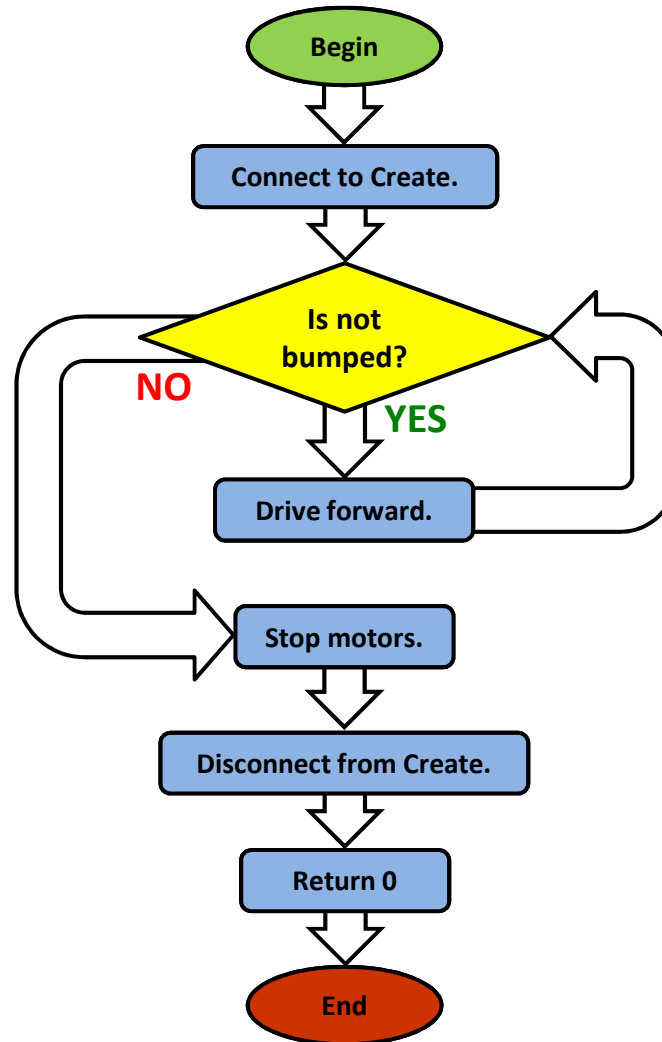 Begin
Connect to Create.
Is not
bumped?
NO
YES
Drive forward.
Stop motors.
Disconnect from Create.
Return 0
End